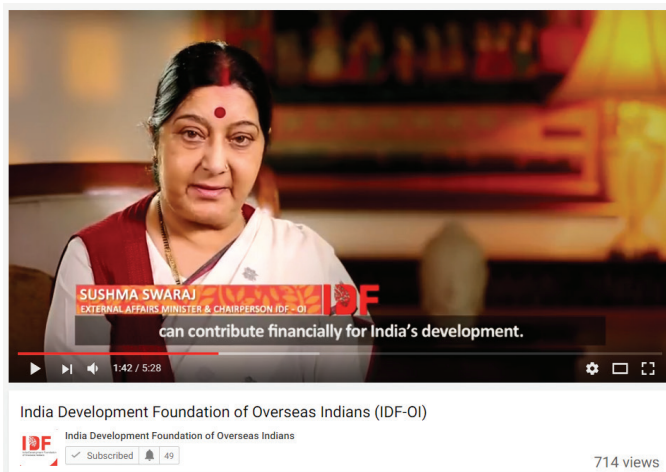 SUSHMA SWARAJ
EXTERNAL AFFAIRS MINISTER & CHAIRPERSON IDF - OI
IDF
can contribute financially for India's development.
1:42 / 5:28
India Development Foundation of Overseas Indians (IDF-OI)
IDF
India Development Foundation of Overseas Indians
Subscribed 49
714 views